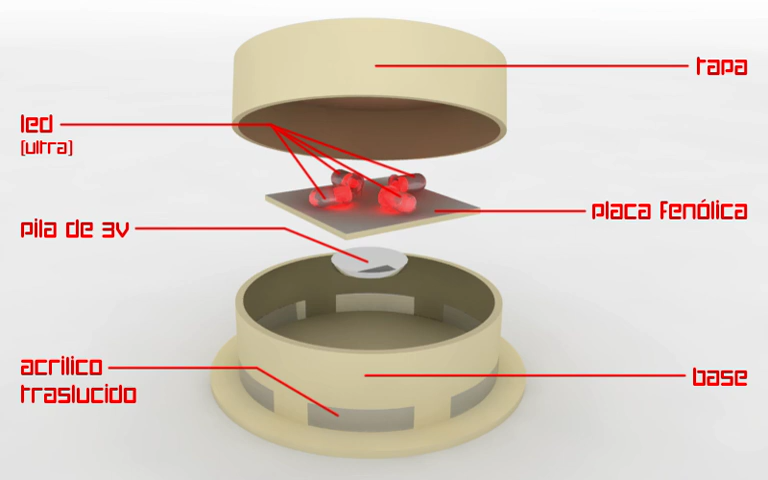 tapa
led
(ultra)
placa fenólica
pila de 3v
acrilico
traslucido
base